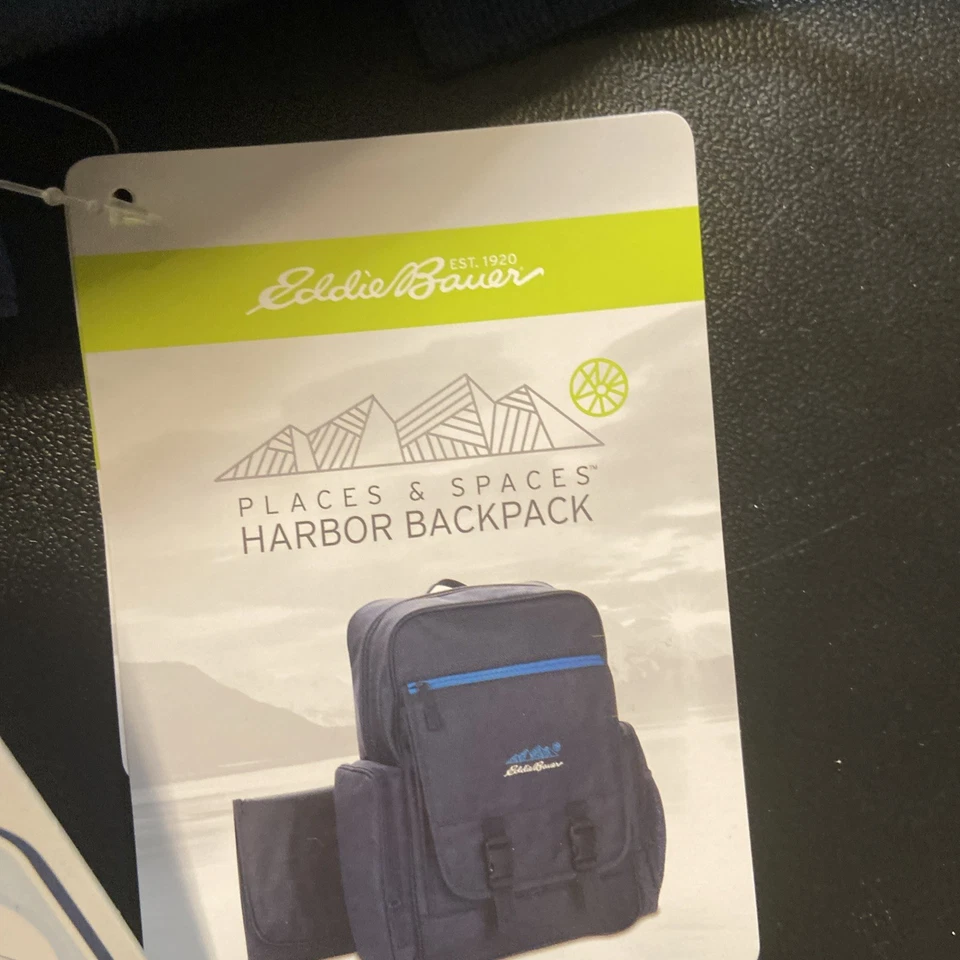 Eddie Bauer EST. 1920
PLACES & SPACES™
HARBOR BACKPACK
Eddie Bauer